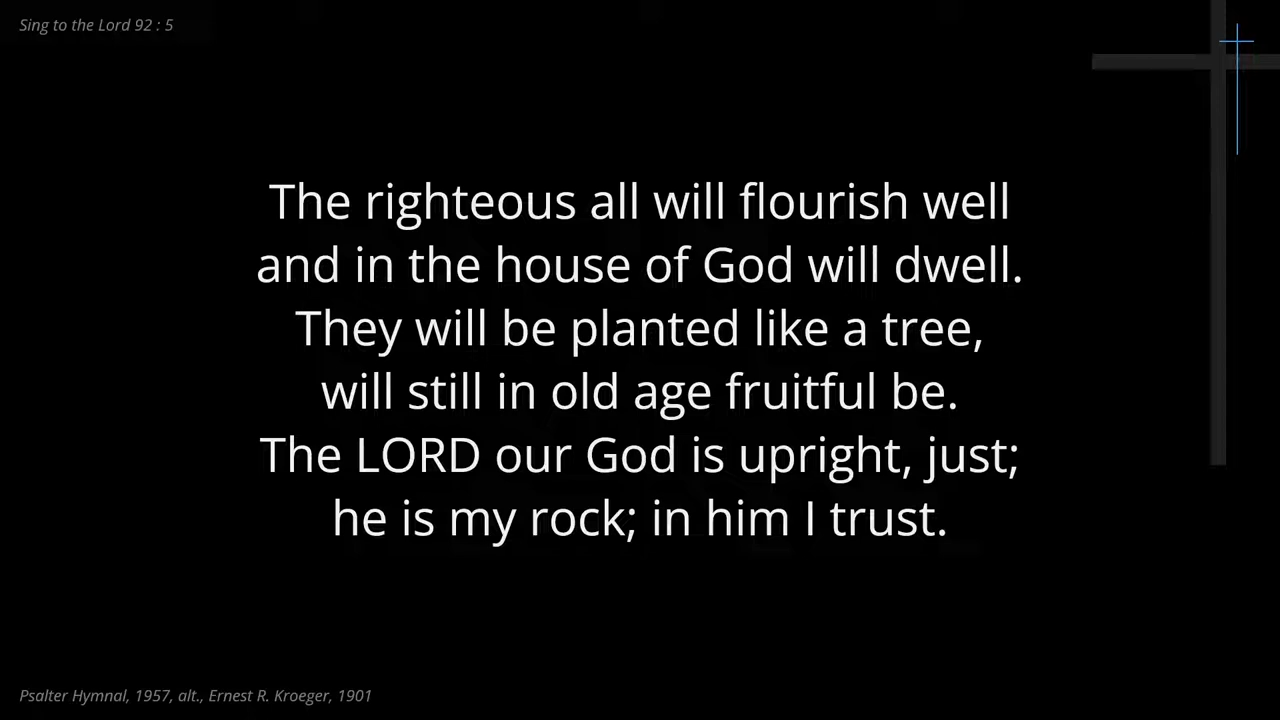 Sing to the Lord 92 : 5
The righteous all will flourish well
and in the house of God will dwell.
They will be planted like a tree,
will still in old age fruitful be.
The LORD our God is upright, just;
he is my rock; in him I trust.
Psalter Hymnal, 1957, alt., Ernest R. Kroeger, 1901